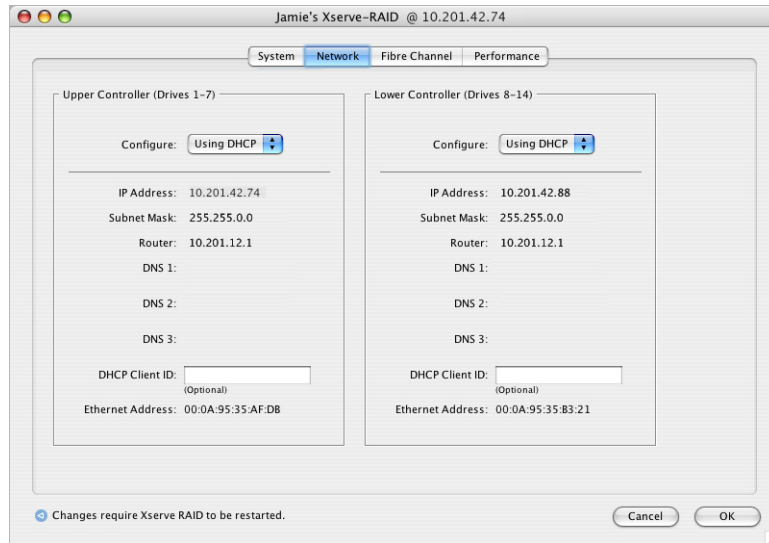 Jamie's Xserve-RAID @ 10.201.42.74
System Network Fibre Channel Performance
Upper Controller (Drives 1-7)
Configure: Using DHCP
IP Address: 10.201.42.74
Subnet Mask: 255.255.0.0
Router: 10.201.12.1
DNS 1:
DNS 2:
DNS 3:
DHCP Client ID:
(Optional)
Ethernet Address: 00:0A:95:35:AF:DB
Lower Controller (Drives 8-14)
Configure: Using DHCP
IP Address: 10.201.42.88
Subnet Mask: 255.255.0.0
Router: 10.201.12.1
DNS 1:
DNS 2:
DNS 3:
DHCP Client ID:
(Optional)
Ethernet Address: 00:0A:95:35:B3:21
Changes require Xserve RAID to be restarted.
Cancel OK